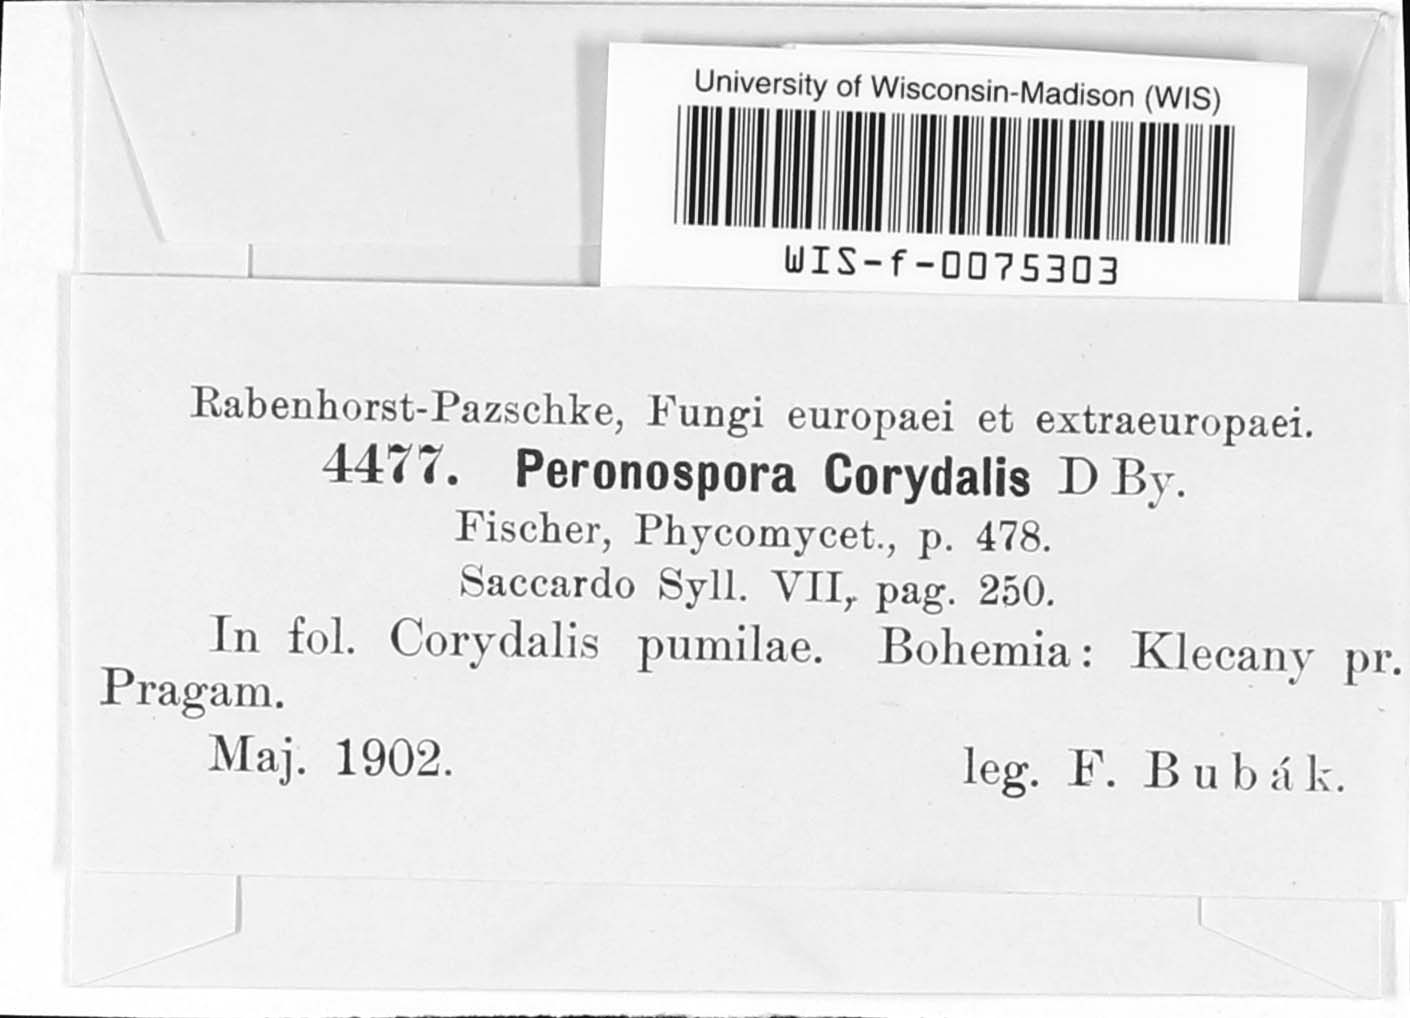 University of Wisconsin-Madison (WIS)
WIS-f-0075303
Rabenhorst-Pazschke, Fungi europaei et extraeuropaei.
4477. Peronospora Corydalis D By.
Fischer, Phycomycet., p. 478.
Saccardo Syll. VII, pag. 250.
In fol. Corydalis pumilae. Bohemia: Klecany pr.
Pragam.
Maj. 1902. leg. F. Bubák.